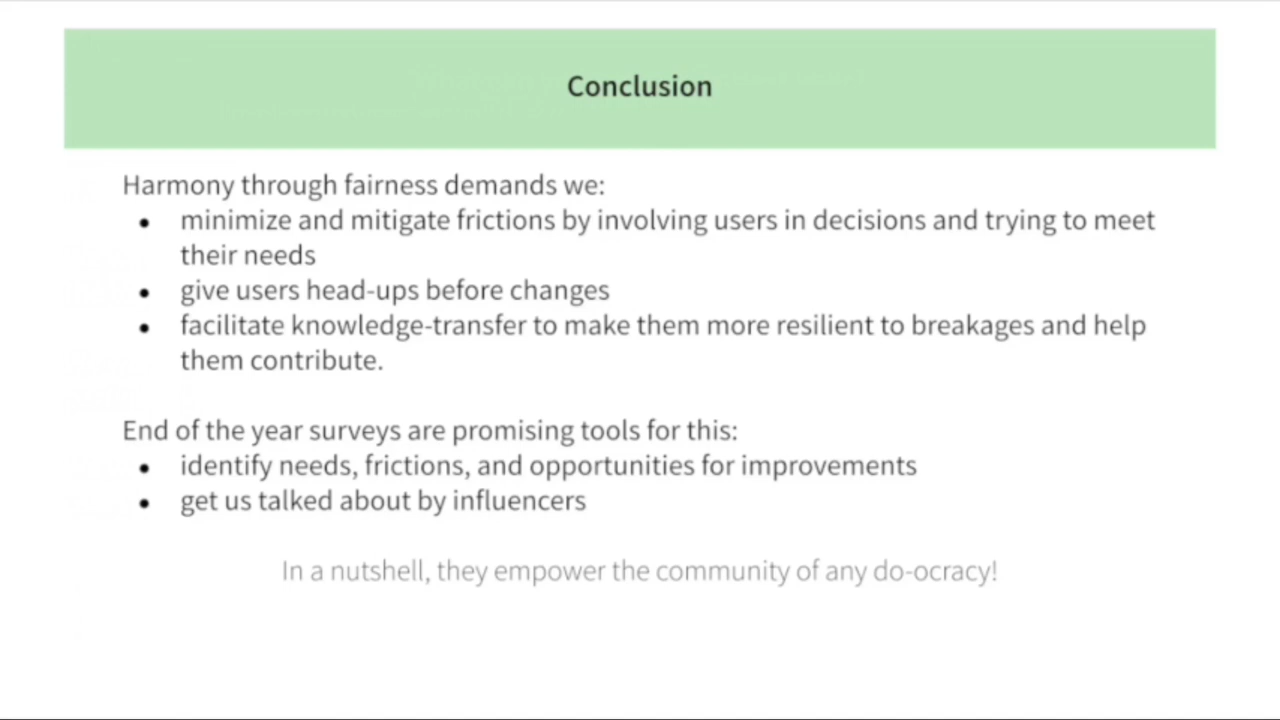 Conclusion
Harmony through fairness demands we:
• minimize and mitigate frictions by involving users in decisions and trying to meet
their needs
• give users head-ups before changes
• facilitate knowledge-transfer to make them more resilient to breakages and help
them contribute.
End of the year surveys are promising tools for this:
• identify needs, frictions, and opportunities for improvements
• get us talked about by influencers
In a nutshell, they empower the community of any do-ocracy!